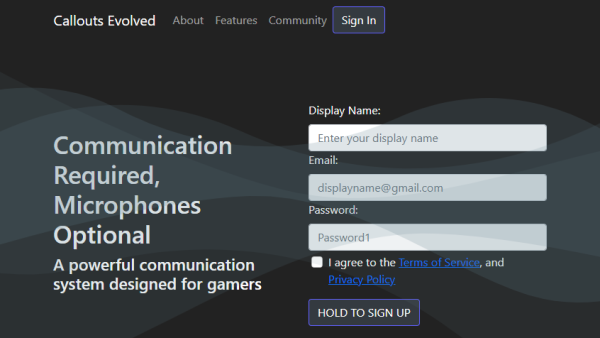 Callouts Evolved About Features Community Sign In
Communication
Required,
Microphones
Optional
A powerful communication
system designed for gamers
Display Name:
Enter your display name
Email:
displayname@gmail.com
Password:
Password1
I agree to the Terms of Service, and
Privacy Policy
HOLD TO SIGN UP